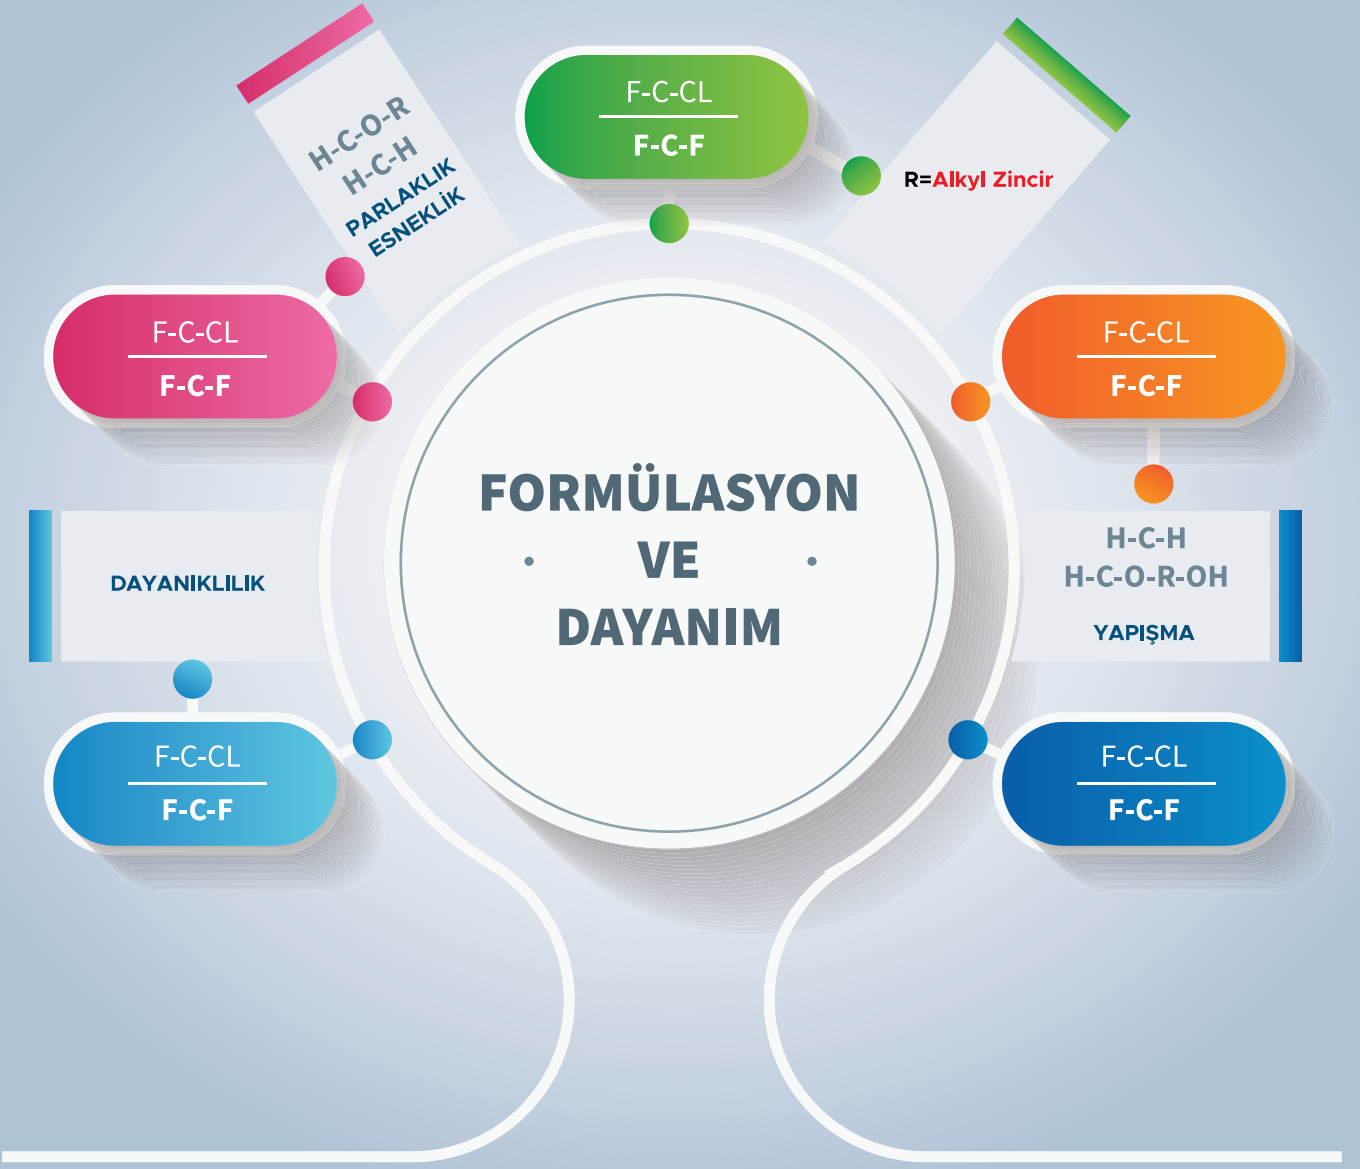 H-C-O-R
H-C-H
PARLAKLIK
ESNEKLİK
F-C-CL
F-C-F
R=Alkyl Zincir
F-C-CL
F-C-F
F-C-CL
F-C-F
FORMÜLASYON
· VE ·
DAYANIM
DAYANIKLILIK
H-C-H
H-C-O-R-OH
YAPIŞMA
F-C-CL
F-C-F
F-C-CL
F-C-F